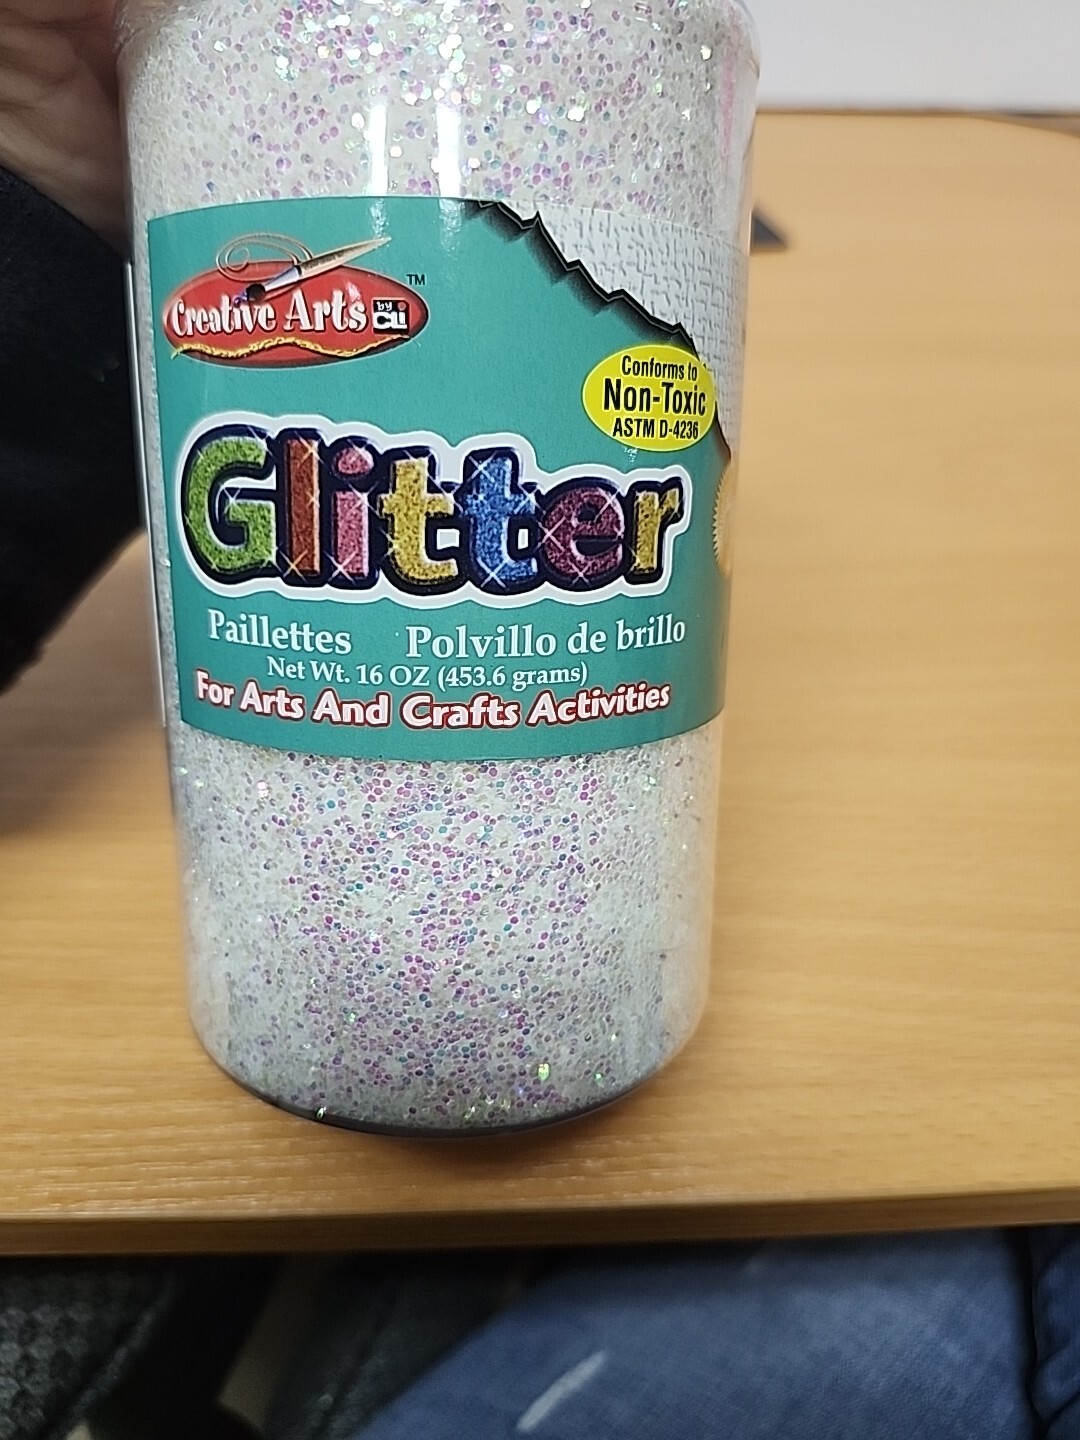 Creative Arts by CLi ™
Conforms to
Non-Toxic
ASTM D-4236
Glitter
Paillettes Polvillo de brillo
Net Wt. 16 OZ (453.6 grams)
For Arts And Crafts Activities